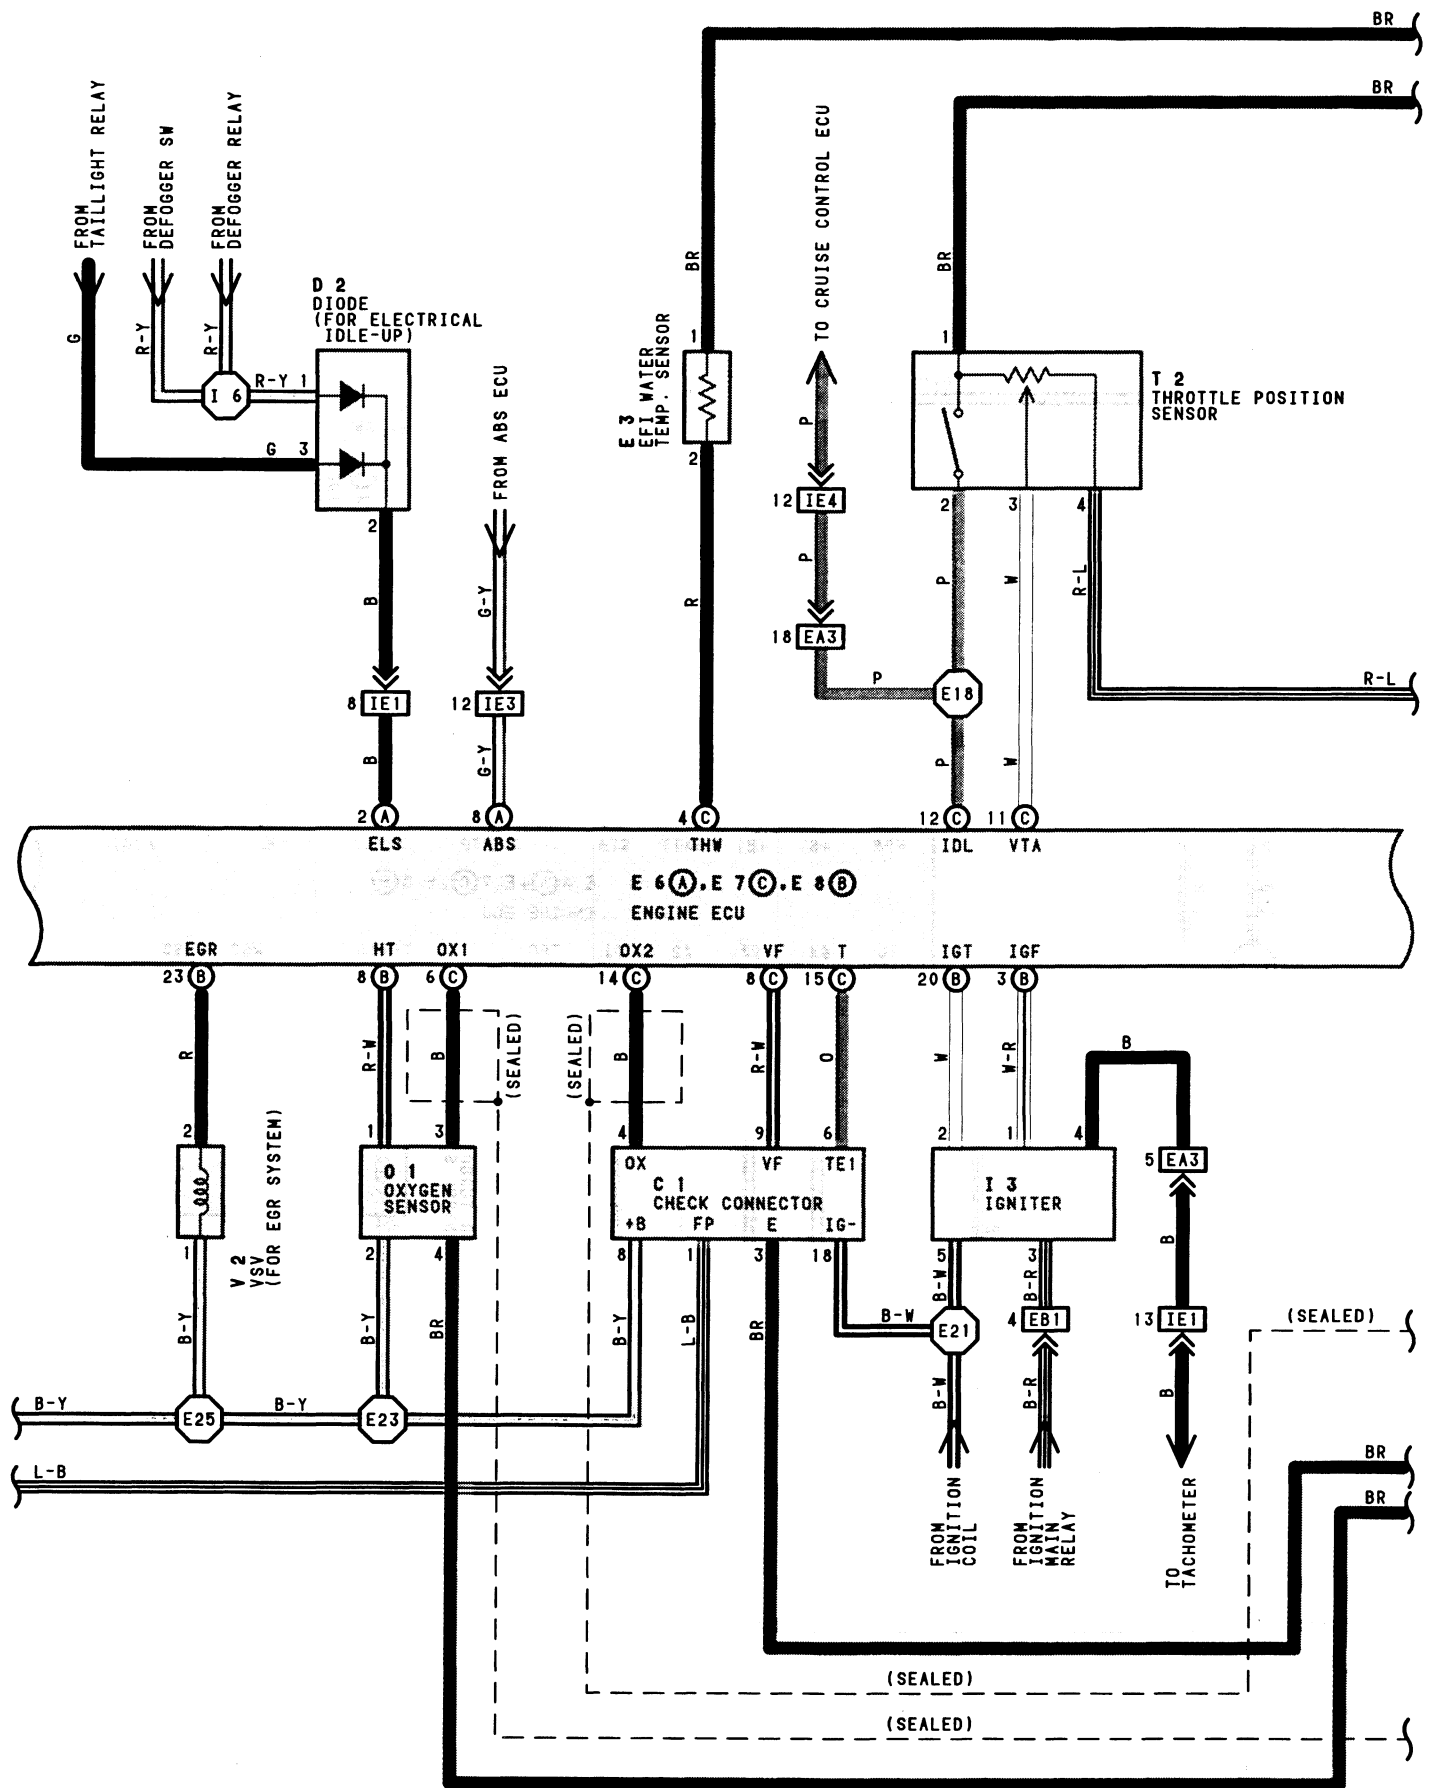 BR
BR
FROM
TAILLIGHT RELAY
FROM
DEFOGGER SW
FROM
DEFOGGER RELAY
TO CRUISE CONTROL ECU
BR
BR
D 2
DIODE
(FOR ELECTRICAL
IDLE-UP)
G
R-Y
R-Y
1
1
I 6
R-Y 1
G 3
FROM ABS ECU
E 3
EFI WATER
TEMP. SENSOR
T 2
THROTTLE POSITION
SENSOR
P
2
2
12 IE4
2
3
4
B
G-Y
R
P
P
W
R-L
18 EA3
P
E18
R-L
8 IE1
12 IE3
B
G-Y
P
W
2 A
8 A
4 C
12 C
11 C
ELS
ABS
THW
IDL
VTA
E 6 A, E 7 C, E 8 B
ENGINE ECU
EGR
HT
OX1
OX2
VF
T
IGT
IGF
23 B
8 B
6 C
14 C
8 C
15 C
20 B
3 B
R
R-W
B
(SEALED)
(SEALED)
B
R-W
O
W
W-R
B
2
1
3
4
9
6
2
1
4
5 EA3
O 1
OXYGEN
SENSOR
OX
VF
TE1
C 1
CHECK CONNECTOR
+B
FP
E
IG-
I 3
IGNITER
V 2
VSV
(FOR EGR SYSTEM)
1
2
4
8
1
3
18
5
3
B
B-Y
B-Y
BR
B-Y
L-B
BR
B-W
B-W
B-R
E21
4 EB1
13 IE1
(SEALED)
B-Y
E25
B-Y
E23
B-W
B-R
B
L-B
BR
BR
FROM
IGNITION
COIL
FROM
IGNITION
MAIN
RELAY
TO
TACHOMETER
(SEALED)
(SEALED)